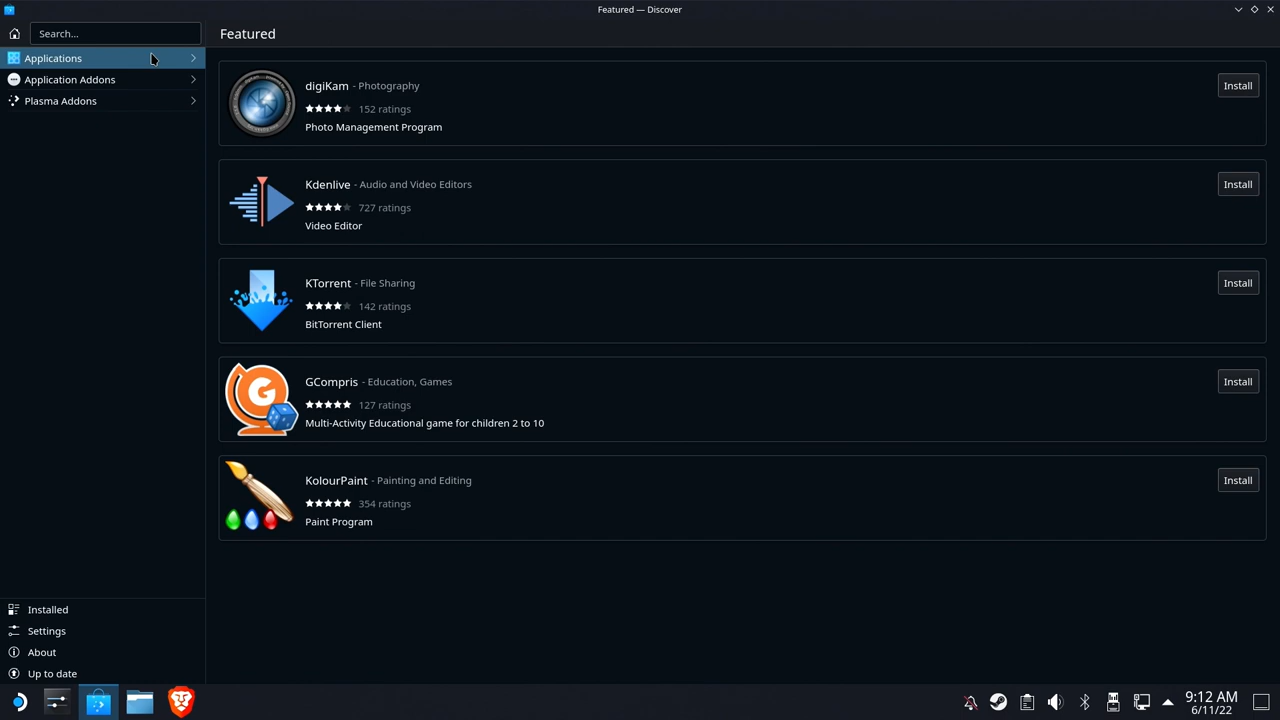 Featured — Discover
Search...
Featured
Applications
Application Addons
Plasma Addons
digiKam - Photography
152 ratings
Photo Management Program
Install
Kdenlive - Audio and Video Editors
727 ratings
Video Editor
Install
KTorrent - File Sharing
142 ratings
BitTorrent Client
Install
GCompris - Education, Games
127 ratings
Multi-Activity Educational game for children 2 to 10
Install
KolourPaint - Painting and Editing
354 ratings
Paint Program
Install
Installed
Settings
About
Up to date
9:12 AM
6/11/22